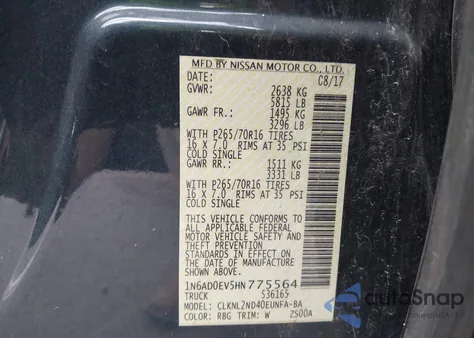 MFD BY NISSAN MOTOR CO., LTD.
DATE: C8/17
GVWR: 2638 KG
5815 LB
GAWR FR.: 1495 KG
3296 LB
WITH P265/70R16 TIRES
16 X 7.0 RIMS AT 35 PSI
COLD SINGLE
GAWR RR.: 1511 KG
3331 LB
WITH P265/70R16 TIRES
16 X 7.0 RIMS AT 35 PSI
COLD SINGLE
THIS VEHICLE CONFORMS TO
ALL APPLICABLE FEDERAL
MOTOR VEHICLE SAFETY AND
THEFT PREVENTION
STANDARDS IN EFFECT ON
THE DATE OF MANUFACTURE
SHOWN ABOVE
1N6AD0EV5HN775564
TRUCK 536165
MODEL: CLKNL2ND40EUNFA-BA
COLOR: RBG TRIM: W ZS00A
autoSnap